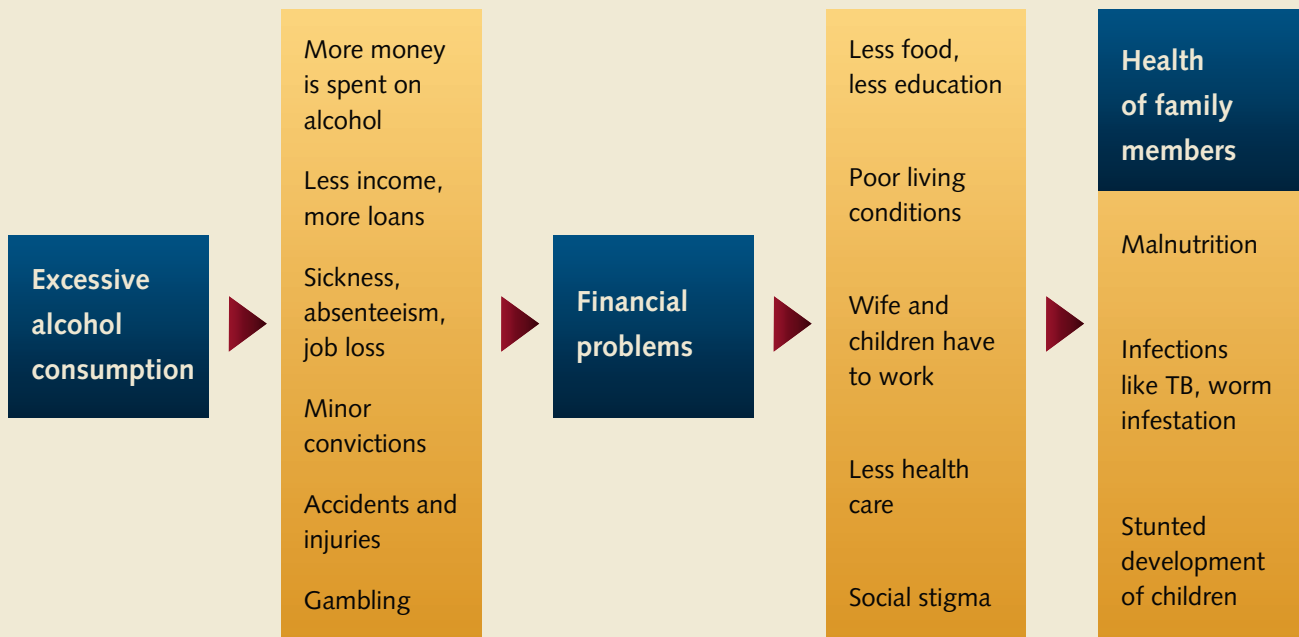 Excessive
alcohol
consumption
More money
is spent on
alcohol
Less income,
more loans
Sickness,
absenteeism,
job loss
Minor
convictions
Accidents and
injuries
Gambling
Financial
problems
Less food,
less education
Poor living
conditions
Wife and
children have
to work
Less health
care
Social stigma
Health
of family
members
Malnutrition
Infections
like TB, worm
infestation
Stunted
development
of children